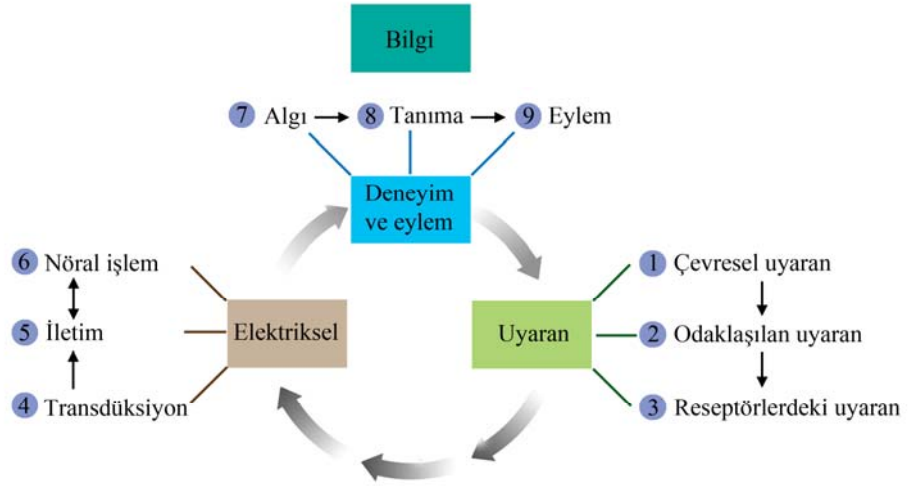 Bilgi
7 Algı 8 Tanıma 9 Eylem
Deneyim
ve eylem
6 Nöral işlem
5 İletim
4 Transdüksiyon
Elektriksel
Uyaran
1 Çevresel uyaran
2 Odaklaşılan uyaran
3 Reseptörlerdeki uyaran